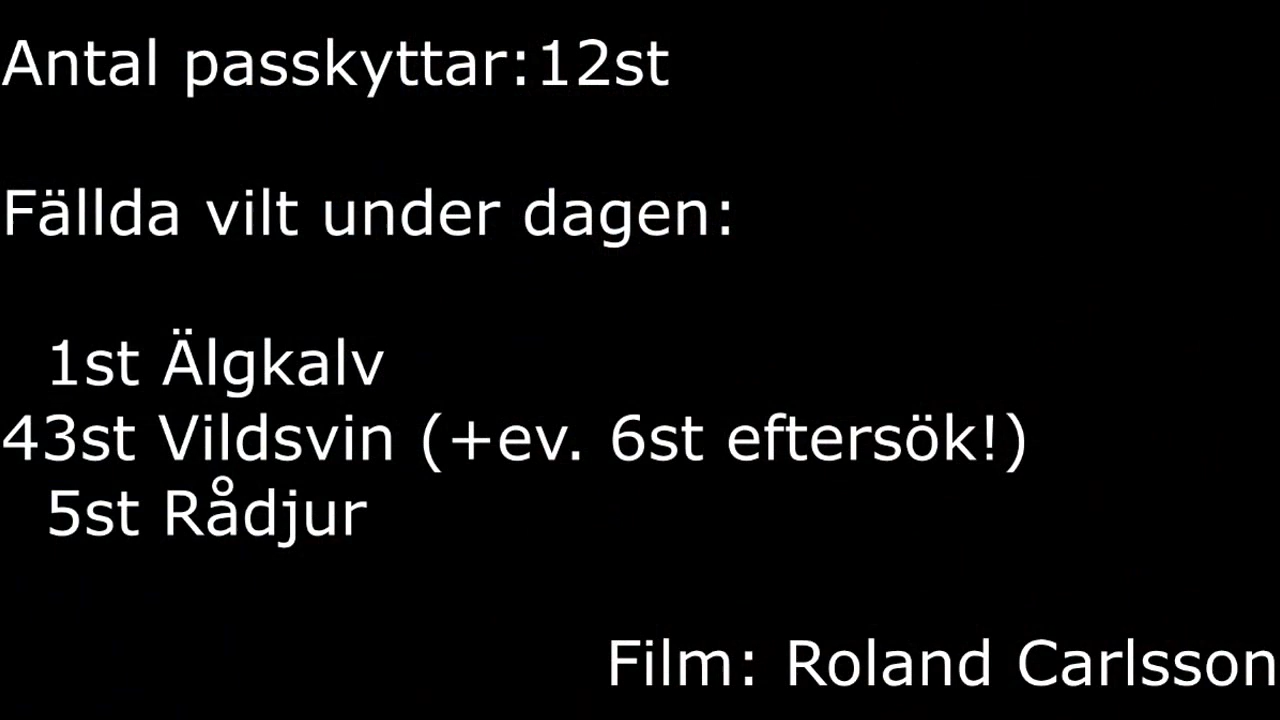 Antal passkyttar:12st
Fällda vilt under dagen:
1st Älgkalv
43st Vildsvin (+ev. 6st eftersök!)
5st Rådjur
Film: Roland Carlsson